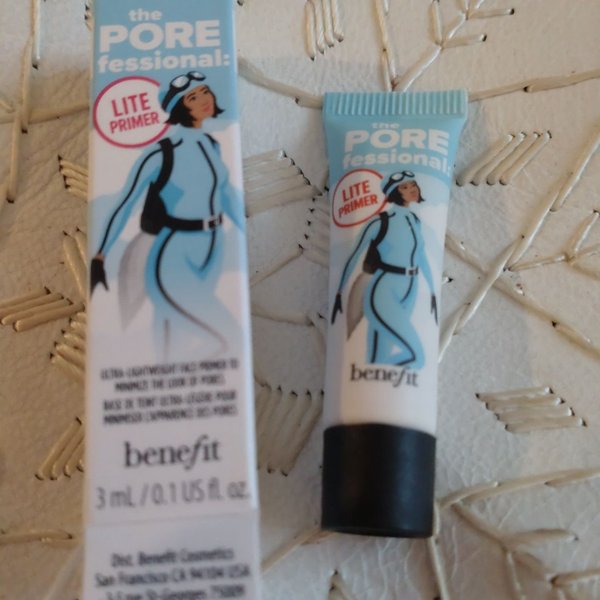 the
PORE
fessional:
LITE
PRIMER
ULTRA-LIGHTWEIGHT FACE PRIMER TO
MINIMIZE THE LOOK OF PORES
BASE DE TEINT ULTRA-LÉGÈRE POUR
MINIMISER L'APPARENCE DES PORES
benefit
3 mL / 0.1 US fl. oz.
Dist. Benefit Cosmetics
San Francisco CA 94104 USA
the
PORE
fessional:
LITE
PRIMER
benefit